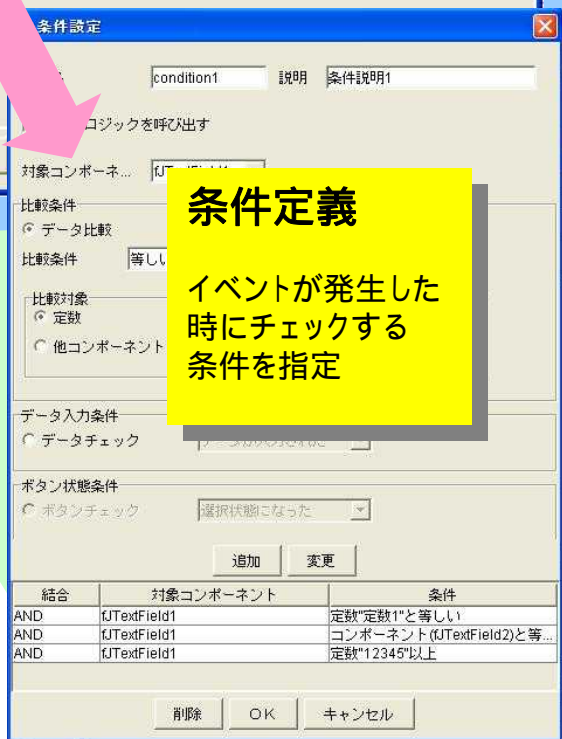 条件設定
condition1 説明 条件説明1
ロジックを呼び出す
対象コンポーネ...
条件定義
イベントが発生した
時にチェックする
条件を指定
比較条件
データ比較
比較条件 等し
比較対象
定数
他コンポーネント
データ入力条件
データチェック
ボタン状態条件
ボタンチェック 選択状態になった
追加 変更
結合 対象コンポーネント 条件
AND fJTextField1 定数"定数1"と等しい
AND fJTextField1 コンポーネント(fJTextField2)と等...
AND fJTextField1 定数"12345"以上
削除 OK キャンセル